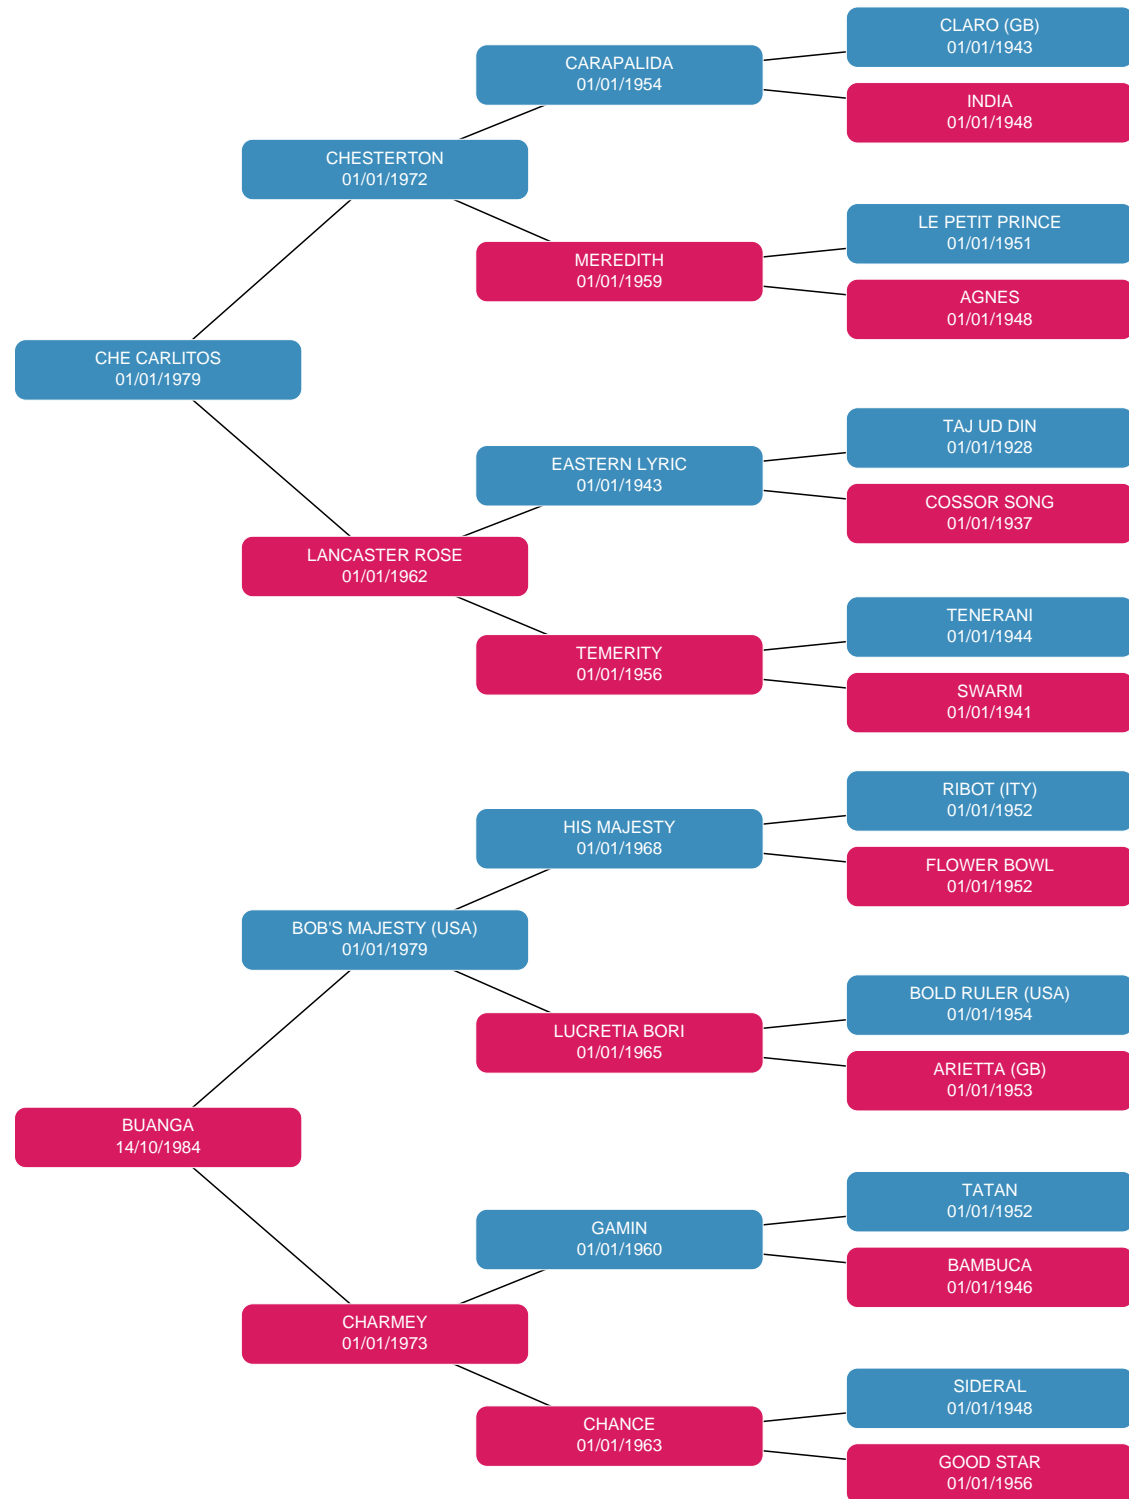 CLARO (GB)
01/01/1943
CARAPALIDA
01/01/1954
INDIA
01/01/1948
CHESTERTON
01/01/1972
LE PETIT PRINCE
01/01/1951
MEREDITH
01/01/1959
AGNES
01/01/1948
CHE CARLITOS
01/01/1979
TAJ UD DIN
01/01/1928
EASTERN LYRIC
01/01/1943
COSSOR SONG
01/01/1937
LANCASTER ROSE
01/01/1962
TENERANI
01/01/1944
TEMERITY
01/01/1956
SWARM
01/01/1941
RIBOT (ITY)
01/01/1952
HIS MAJESTY
01/01/1968
FLOWER BOWL
01/01/1952
BOB'S MAJESTY (USA)
01/01/1979
BOLD RULER (USA)
01/01/1954
LUCRETIA BORI
01/01/1965
ARIETTA (GB)
01/01/1953
BUANGA
14/10/1984
TATAN
01/01/1952
GAMIN
01/01/1960
BAMBUCA
01/01/1946
CHARMEY
01/01/1973
SIDERAL
01/01/1948
CHANCE
01/01/1963
GOOD STAR
01/01/1956